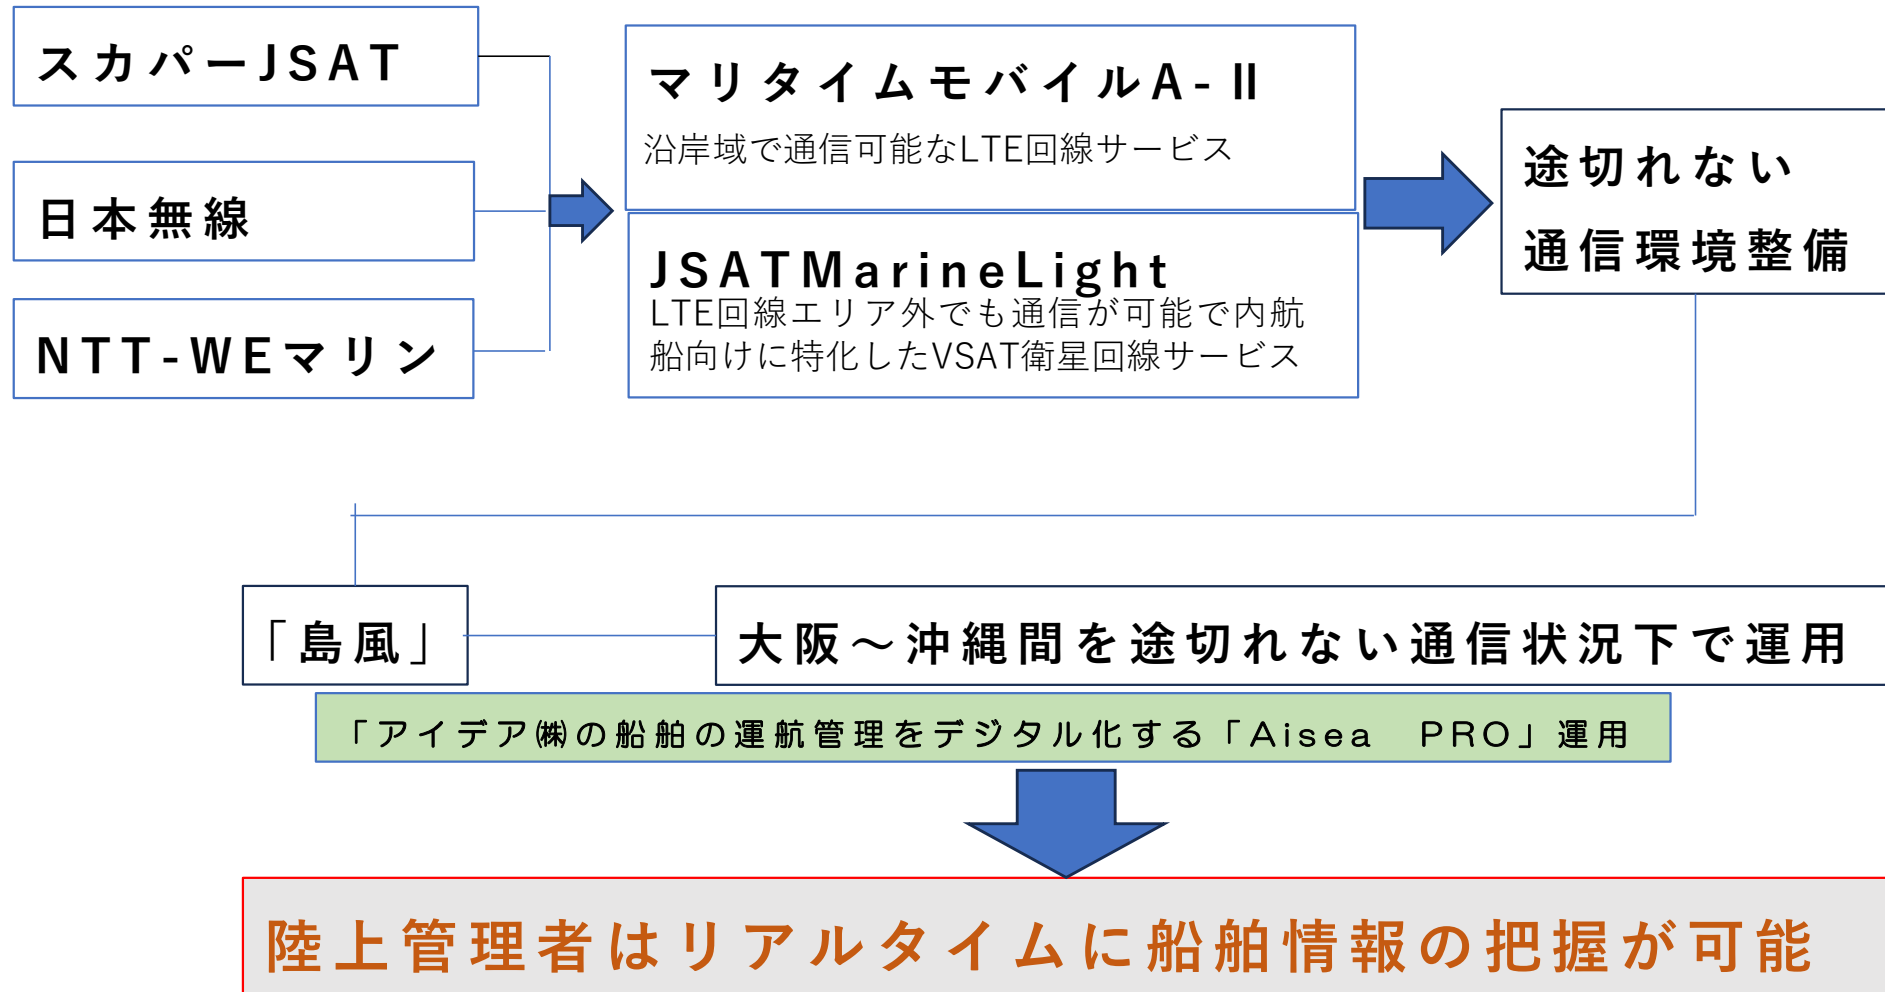 スカパーJSAT
日本無線
NTT-WEマリン
マリタイムモバイルA-Ⅱ
沿岸域で通信可能なLTE回線サービス
JSATMarineLight
LTE回線エリア外でも通信が可能で内航
船向けに特化したVSAT衛星回線サービス
途切れない
通信環境整備
「島風」
大阪～沖縄間を途切れない通信状況下で運用
「アイデア㈱の船舶の運航管理をデジタル化する「Aisea　PRO」運用
陸上管理者はリアルタイムに船舶情報の把握が可能